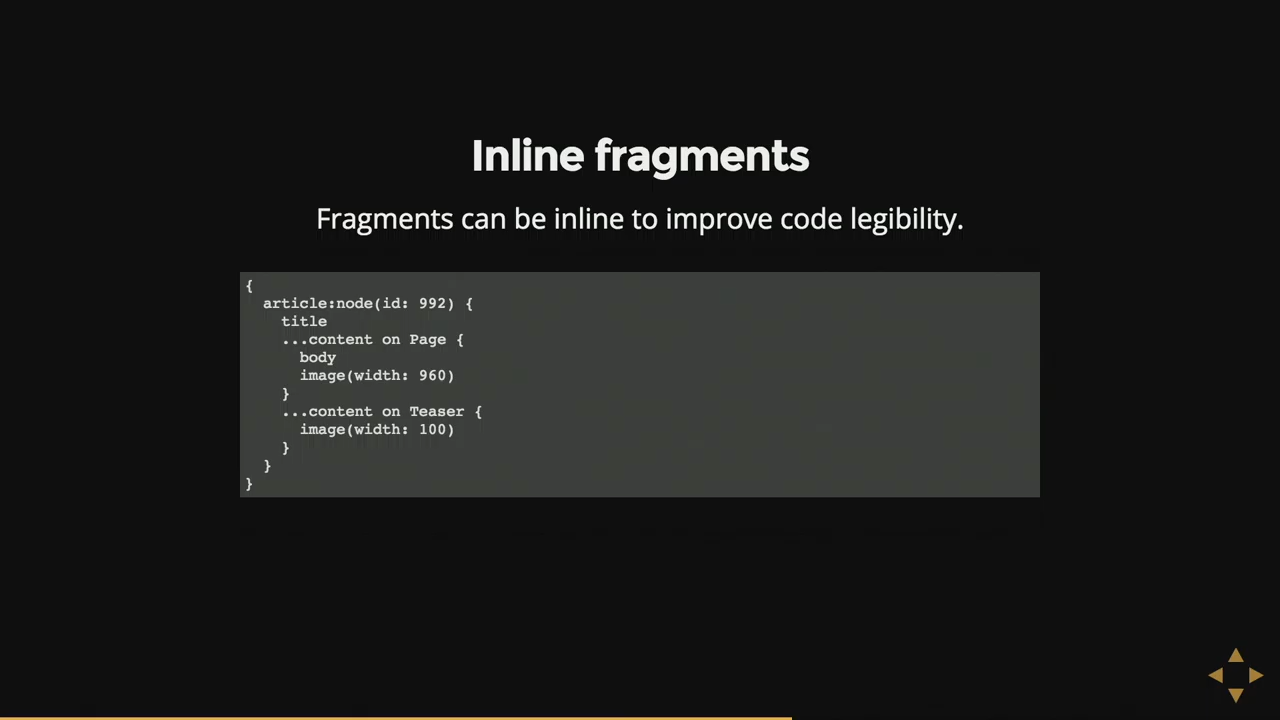 Inline fragments
Fragments can be inline to improve code legibility.
{
  article:node(id: 992) {
    title
    ...content on Page {
      body
      image(width: 960)
    }
    ...content on Teaser {
      image(width: 100)
    }
  }
}